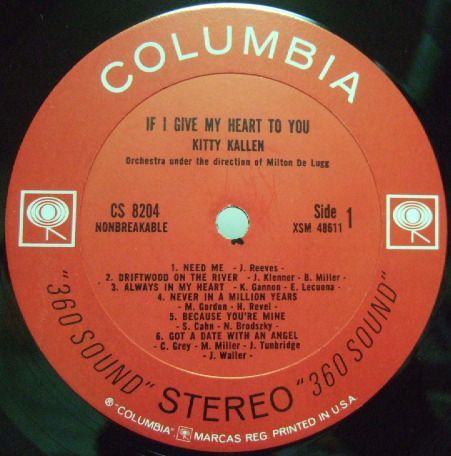 COLUMBIA
IF I GIVE MY HEART TO YOU
KITTY KALLEN
Orchestra under the direction of Milton De Lugg
CS 8204
NONBREAKABLE
Side 1
XSM 48611
1. NEED ME - J. Reeves -
2. DRIFTWOOD ON THE RIVER - J. Klenner - B. Miller -
3. ALWAYS IN MY HEART - K. Gannon - E. Lecuona -
4. NEVER IN A MILLION YEARS
- M. Gordon - H. Revel -
5. BECAUSE YOU'RE MINE
- S. Cahn - N. Brodszky -
6. GOT A DATE WITH AN ANGEL
- C. Grey - M. Miller - J. Tunbridge
- J. Waller -
"360 SOUND" STEREO "360 SOUND"
® "COLUMBIA" MARCAS REG. PRINTED IN U.S.A.